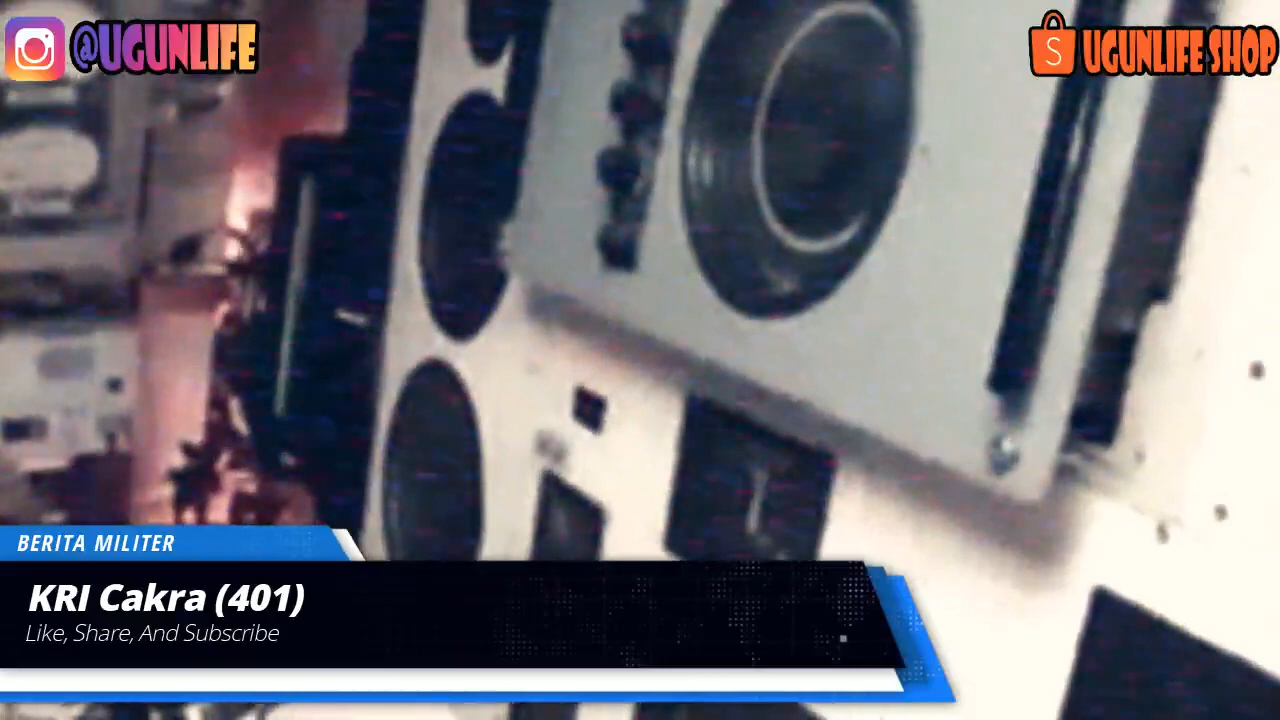 @UGUNLIFE
UGUNLIFE SHOP
BERITA MILITER
KRI Cakra (401)
Like, Share, And Subscribe